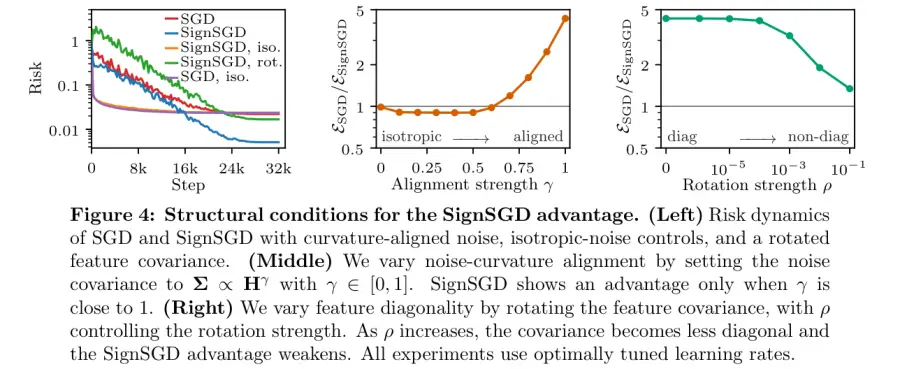 SGD
SignSGD
SignSGD, iso.
SignSGD, rot.
SGD, iso.
1
0.1
0.01
Risk
0 8k 16k 24k 32k
Step
5
1
0.5
ℰSGD/ℰSignSGD
isotropic ⟶ aligned
0 0.25 0.5 0.75 1
Alignment strength γ
5
2
1
0.5
ℰSGD/ℰSignSGD
diag ⟶ non-diag
0 10⁻⁵ 10⁻³ 10⁻¹
Rotation strength ρ
Figure 4: Structural conditions for the SignSGD advantage. (Left) Risk dynamics
of SGD and SignSGD with curvature-aligned noise, isotropic-noise controls, and a rotated
feature covariance. (Middle) We vary noise-curvature alignment by setting the noise
covariance to Σ ∝ Hᵞ with γ ∈ [0, 1]. SignSGD shows an advantage only when γ is
close to 1. (Right) We vary feature diagonality by rotating the feature covariance, with ρ
controlling the rotation strength. As ρ increases, the covariance becomes less diagonal and
the SignSGD advantage weakens. All experiments use optimally tuned learning rates.